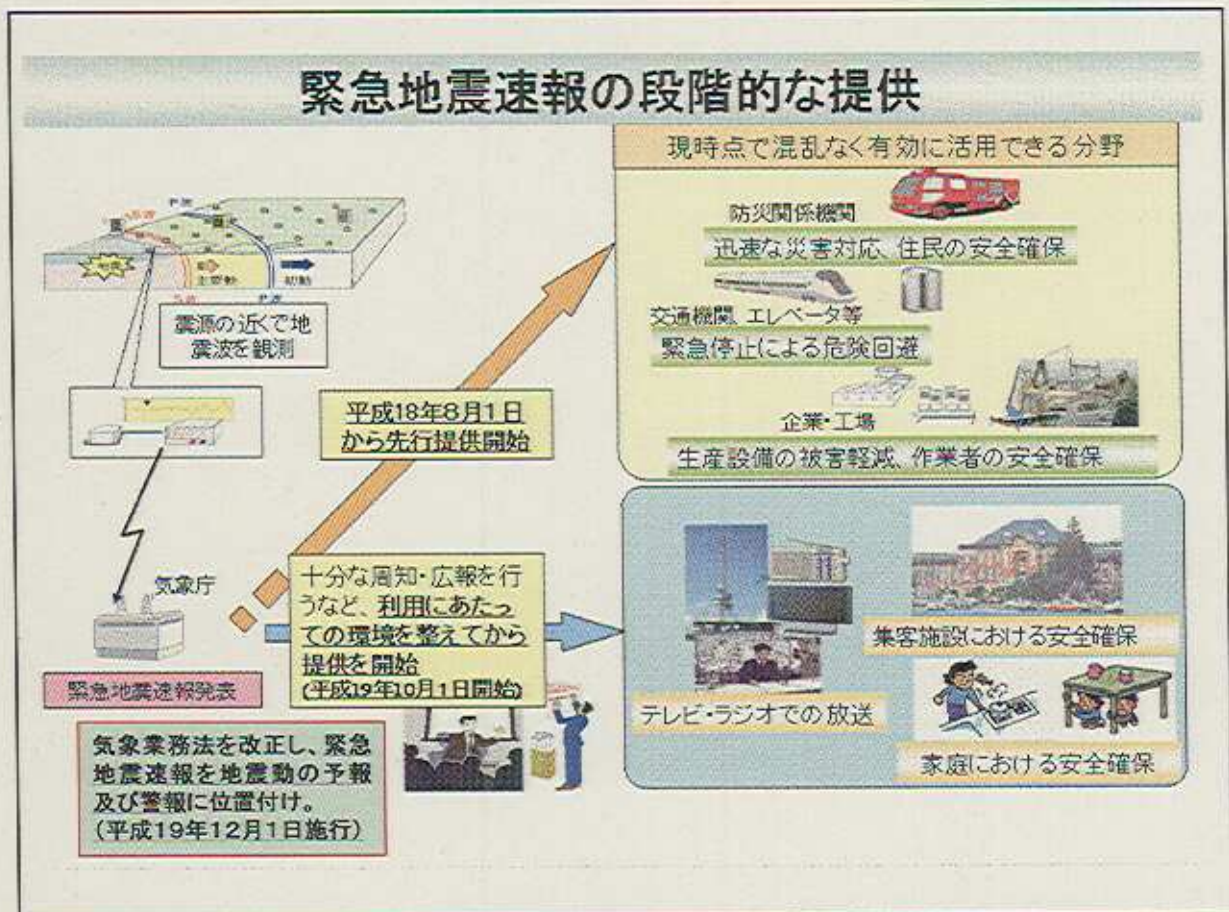 緊急地震速報の段階的な提供
現時点で混乱なく有効に活用できる分野
防災関係機関
迅速な災害対応、住民の安全確保
交通機関、エレベータ等
緊急停止による危険回避
企業・工場
生産設備の被害軽減、作業者の安全確保
P波
S波
主要動
初動
S波
P波
震源の近くで地
震波を観測
平成18年8月1日
から先行提供開始
気象庁
緊急地震速報発表
十分な周知・広報を行
うなど、利用にあたっ
ての環境を整えてから
提供を開始
(平成19年10月1日開始)
気象業務法を改正し、緊急
地震速報を地震動の予報
及び警報に位置付け。
(平成19年12月1日施行)
テレビ・ラジオでの放送
集客施設における安全確保
家庭における安全確保